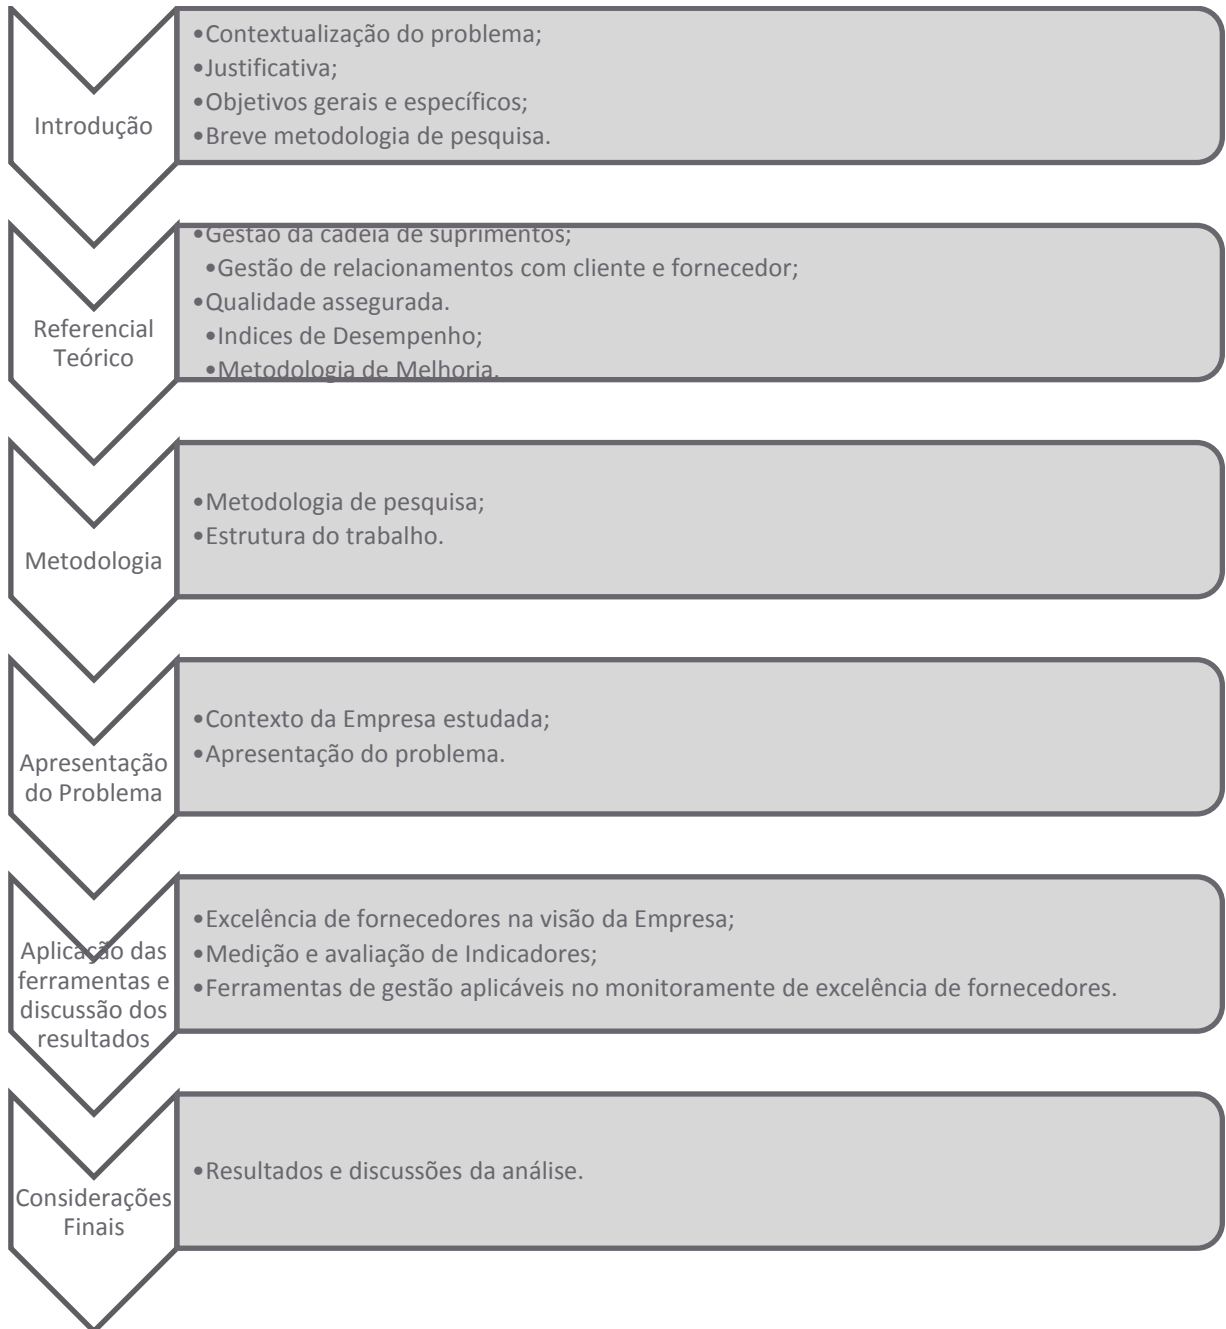 Introdução
•Contextualização do problema;
•Justificativa;
•Objetivos gerais e específicos;
•Breve metodologia de pesquisa.
Referencial
Teórico
•Gestão da cadeia de suprimentos;
•Gestão de relacionamentos com cliente e fornecedor;
•Qualidade assegurada.
•Indices de Desempenho;
•Metodologia de Melhoria.
Metodologia
•Metodologia de pesquisa;
•Estrutura do trabalho.
Apresentação
do Problema
•Contexto da Empresa estudada;
•Apresentação do problema.
Aplicação das
ferramentas e
discussão dos
resultados
•Excelência de fornecedores na visão da Empresa;
•Medição e avaliação de Indicadores;
•Ferramentas de gestão aplicáveis no monitoramente de excelência de fornecedores.
Considerações
Finais
•Resultados e discussões da análise.